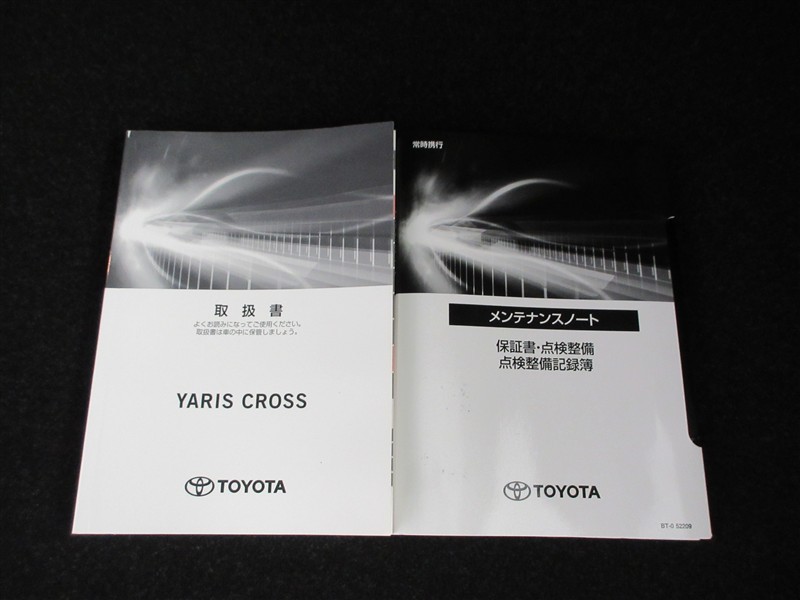 取扱書
よくお読みになってご使用ください。
取扱書は車の中に保管しましょう。
YARIS CROSS
TOYOTA
常時携行
メンテナンスノート
保証書・点検整備
点検整備記録簿
TOYOTA